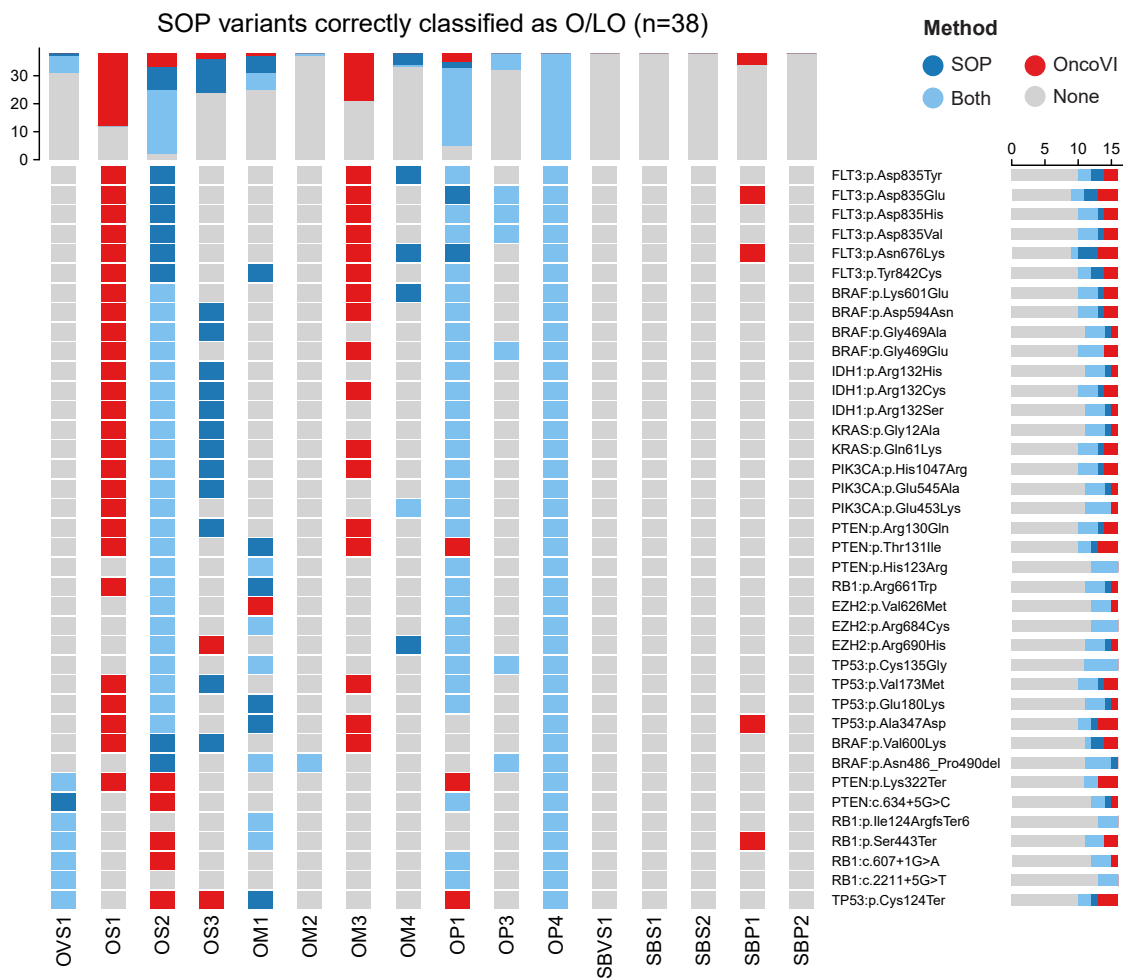 SOP variants correctly classified as O/LO (n=38)
Method
SOP
OncoVI
Both
None
30
20
10
0
0 5 10 15
FLT3:p.Asp835Tyr
FLT3:p.Asp835Glu
FLT3:p.Asp835His
FLT3:p.Asp835Val
FLT3:p.Asn676Lys
FLT3:p.Tyr842Cys
BRAF:p.Lys601Glu
BRAF:p.Asp594Asn
BRAF:p.Gly469Ala
BRAF:p.Gly469Glu
IDH1:p.Arg132His
IDH1:p.Arg132Cys
IDH1:p.Arg132Ser
KRAS:p.Gly12Ala
KRAS:p.Gln61Lys
PIK3CA:p.His1047Arg
PIK3CA:p.Glu545Ala
PIK3CA:p.Glu453Lys
PTEN:p.Arg130Gln
PTEN:p.Thr131Ile
PTEN:p.His123Arg
RB1:p.Arg661Trp
EZH2:p.Val626Met
EZH2:p.Arg684Cys
EZH2:p.Arg690His
TP53:p.Cys135Gly
TP53:p.Val173Met
TP53:p.Glu180Lys
TP53:p.Ala347Asp
BRAF:p.Val600Lys
BRAF:p.Asn486_Pro490del
PTEN:p.Lys322Ter
PTEN:c.634+5G>C
RB1:p.Ile124ArgfsTer6
RB1:p.Ser443Ter
RB1:c.607+1G>A
RB1:c.2211+5G>T
TP53:p.Cys124Ter
OVS1
OS1
OS2
OS3
OM1
OM2
OM3
OM4
OP1
OP3
OP4
SBVS1
SBS1
SBS2
SBP1
SBP2